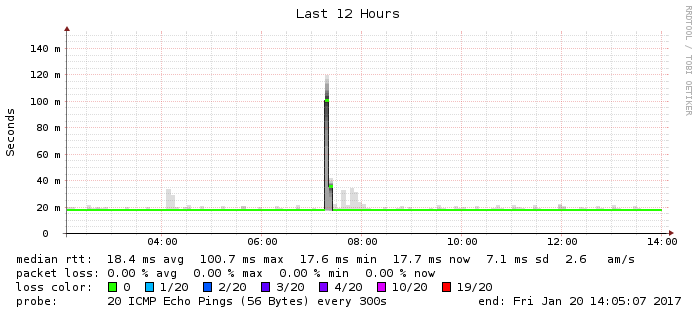 Last 12 Hours
RRDTOOL / TOBI OETIKER
Seconds
140 m
120 m
100 m
80 m
60 m
40 m
20 m
0
04:00 06:00 08:00 10:00 12:00 14:00
median rtt: 18.4 ms avg 100.7 ms max 17.6 ms min 17.7 ms now 7.1 ms sd 2.6 am/s
packet loss: 0.00 % avg 0.00 % max 0.00 % min 0.00 % now
loss color: 0 1/20 2/20 3/20 4/20 10/20 19/20
probe: 20 ICMP Echo Pings (56 Bytes) every 300s end: Fri Jan 20 14:05:07 2017